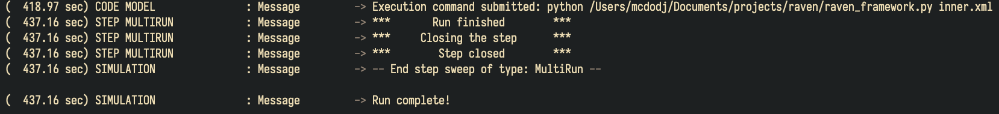 (  418.97 sec) CODE MODEL               : Message         -> Execution command submitted: python /Users/mcdodj/Documents/projects/raven/raven_framework.py inner.xml
(  437.16 sec) STEP MULTIRUN            : Message         -> ***       Run finished        ***
(  437.16 sec) STEP MULTIRUN            : Message         -> ***     Closing the step      ***
(  437.16 sec) STEP MULTIRUN            : Message         -> ***        Step closed        ***
(  437.16 sec) SIMULATION               : Message         -> -- End step sweep of type: MultiRun --
(  437.16 sec) SIMULATION               : Message         -> Run complete!